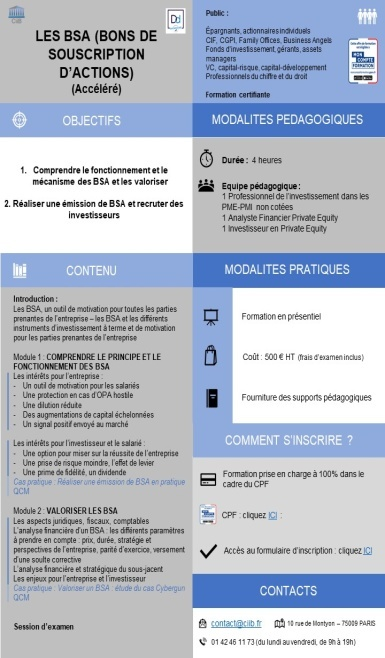 CIIB
LES BSA (BONS DE
SOUSCRIPTION
D'ACTIONS)
(Accéléré)
OBJECTIFS
1. Comprendre le fonctionnement et le
mécanisme des BSA et les valoriser
2. Réaliser une émission de BSA et recruter des
investisseurs
CONTENU
Introduction :
Les BSA, un outil de motivation pour toutes les parties
prenantes de l'entreprise – les BSA et les différents
instruments d'investissement à terme et de motivation
pour les parties prenantes de l'entreprise
Module 1 : COMPRENDRE LE PRINCIPE ET LE
FONCTIONNEMENT DES BSA
Les intérêts pour l'entreprise :
- Un outil de motivation pour les salariés
- Une protection en cas d'OPA hostile
- Une dilution réduite
- Des augmentations de capital échelonnées
- Un signal positif envoyé au marché
Les intérêts pour l'investisseur et le salarié :
- Une option pour miser sur la réussite de l'entreprise
- Une prise de risque moindre, l'effet de levier
- Une prime de fidélité, un dividende
Cas pratique : Réaliser une émission de BSA en pratique
QCM
Module 2 : VALORISER LES BSA
Les aspects juridiques, fiscaux, comptables
L'analyse financière d'un BSA : les différents paramètres
à prendre en compte : prix, durée, stratégie et
perspectives de l'entreprise, parité d'exercice, versement
d'une soulte corrective
L'analyse financière et stratégique du sous-jacent
Les enjeux pour l'entreprise et l'investisseur
Cas pratique : Valoriser un BSA : étude du cas Cybergun
QCM
Session d'examen
Public :
Épargnants, actionnaires individuels
CIF, CGPI, Family Offices, Business Angels
Fonds d'investissement, gérants, assets
managers
VC, capital-risque, capital-développement
Professionnels du chiffre et du droit
Formation certifiante
MON
COMPTE
FORMATION
MODALITES PEDAGOGIQUES
Durée : 4 heures
Equipe pédagogique :
1 Professionnel de l'investissement dans les
PME-PMI non cotées
1 Analyste Financier Private Equity
1 Investisseur en Private Equity
MODALITES PRATIQUES
Formation en présentiel
Coût : 500 € HT (frais d'examen inclus)
Fourniture des supports pédagogiques
COMMENT S'INSCRIRE ?
Formation prise en charge à 100% dans le
cadre du CPF
CPF : cliquez ICI :
Accès au formulaire d'inscription : cliquez ICI
CONTACTS
contact@ciib.fr
10 rue de Montyon – 75009 PARIS
01 42 46 11 73 (du lundi au vendredi, de 9h à 19h)